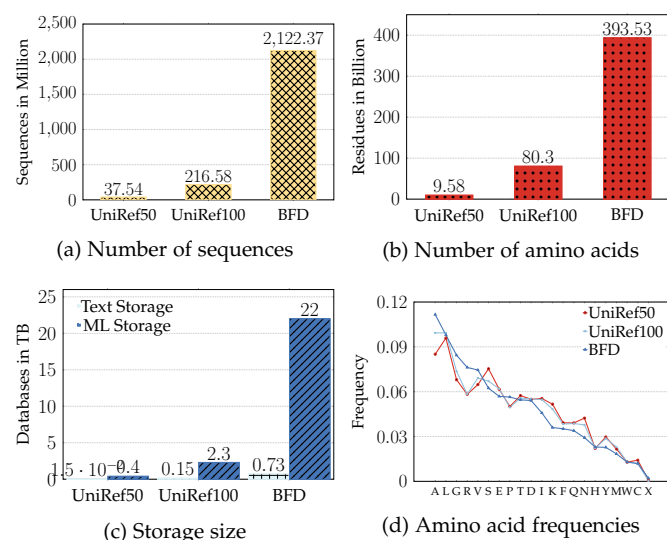 2,500
2,000
1,500
1,000
500
0
Sequences in Million
37.54
216.58
2,122.37
UniRef50 UniRef100 BFD
(a) Number of sequences
400
300
200
100
0
Residues in Billion
9.58
80.3
393.53
UniRef50 UniRef100 BFD
(b) Number of amino acids
25
20
15
10
5
0
Databases in TB
Text Storage
ML Storage
0.4
0.15
2.3
0.73
22
UniRef50 UniRef100 BFD
(c) Storage size
0.12
0.09
0.06
0.03
0
Frequency
UniRef50
UniRef100
BFD
A L G R V S E P T D I K F Q N H Y M W C X
(d) Amino acid frequencies